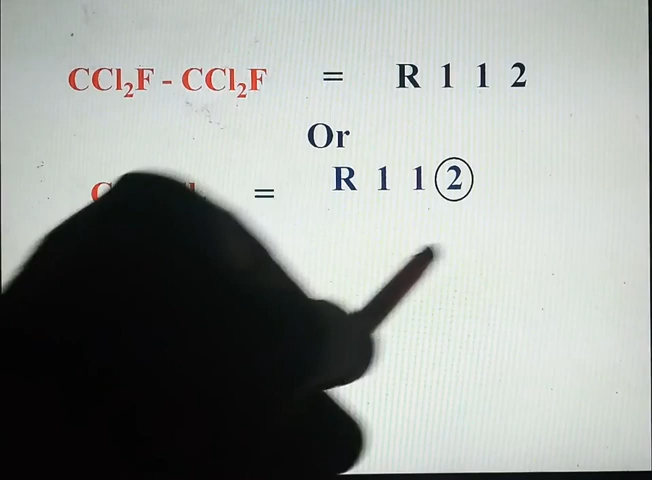 CCl₂F - CCl₂F = R 1 1 2
Or
= R 1 1 2